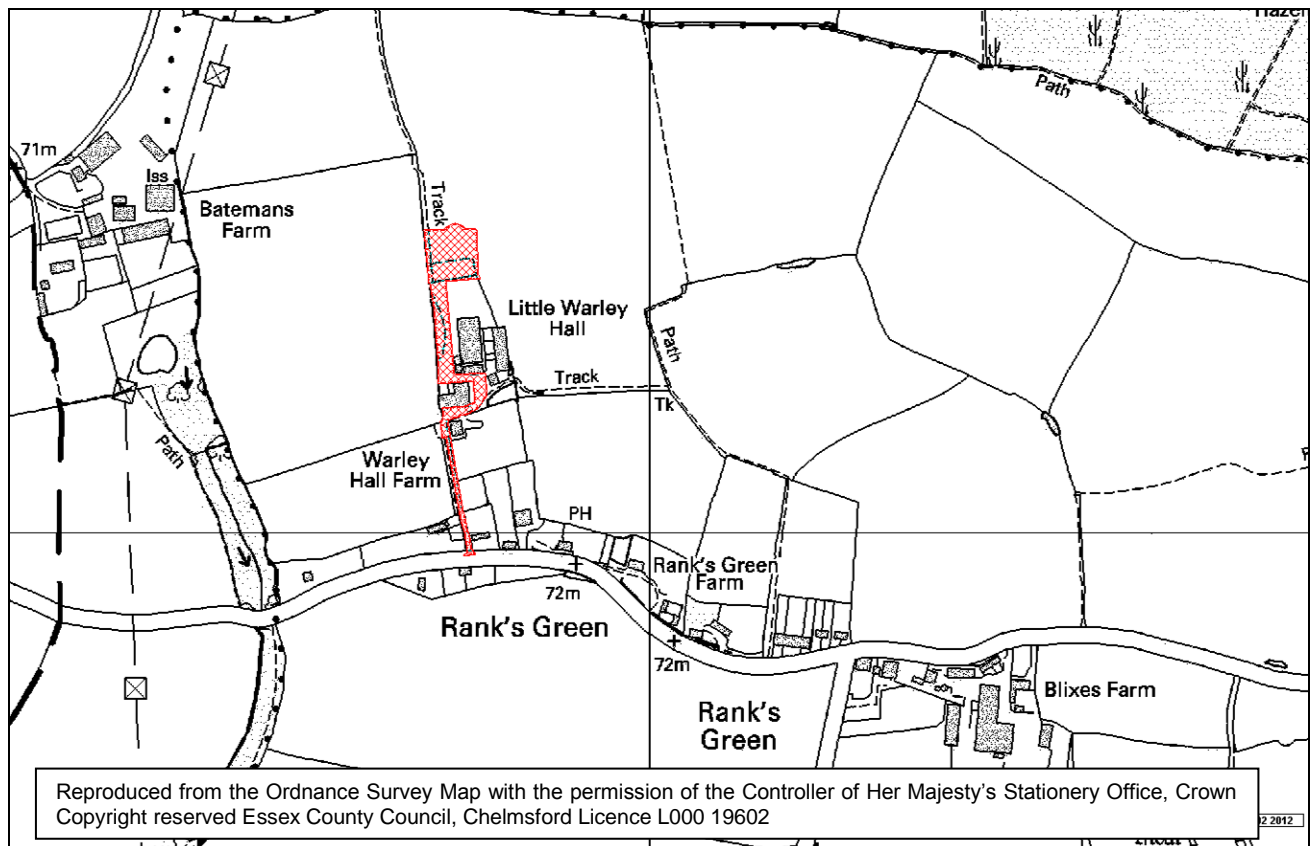 Hazel
Path
71m
Iss
Track
Batemans
Farm
Little Warley
Hall
Path
Track
Tk
Path
Warley
Hall Farm
PH
Rank's Green
Farm
72m
Rank's Green
72m
Blixes Farm
Rank's
Green
Reproduced from the Ordnance Survey Map with the permission of the Controller of Her Majesty's Stationery Office, Crown
Copyright reserved Essex County Council, Chelmsford Licence L000 19602
2012